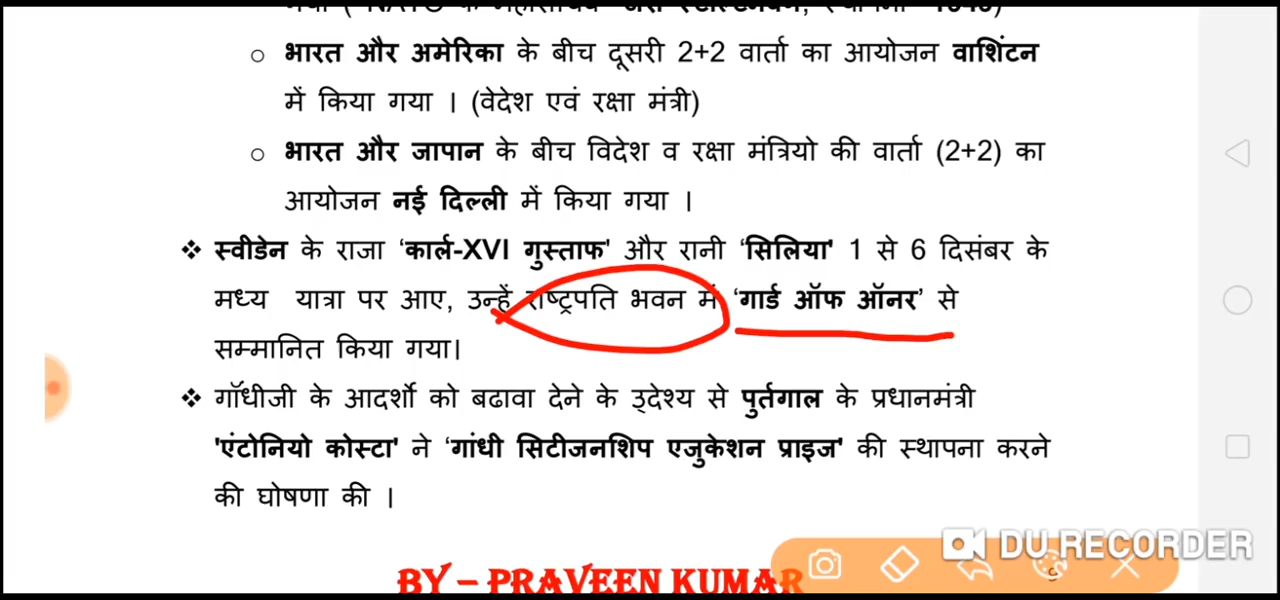 ○ भारत और अमेरिका के बीच दूसरी 2+2 वार्ता का आयोजन वाशिंटन
में किया गया । (वेदेश एवं रक्षा मंत्री)
○ भारत और जापान के बीच विदेश व रक्षा मंत्रियो की वार्ता (2+2) का
आयोजन नई दिल्ली में किया गया ।
❖ स्वीडेन के राजा ‘कार्ल-XVI गुस्ताफ' और रानी ‘सिलिया' 1 से 6 दिसंबर के
मध्य यात्रा पर आए, उन्हें राष्ट्रपति भवन में ‘गार्ड ऑफ ऑनर’ से
सम्मानित किया गया।
❖ गॉधीजी के आदर्शो को बढावा देने के उ्देश्य से पुर्तगाल के प्रधानमंत्री
'एंटोनियो कोस्टा' ने ‘गांधी सिटीजनशिप एजुकेशन प्राइज' की स्थापना करने
की घोषणा की ।
BY – PRAVEEN KUMAR
DU RECORDER